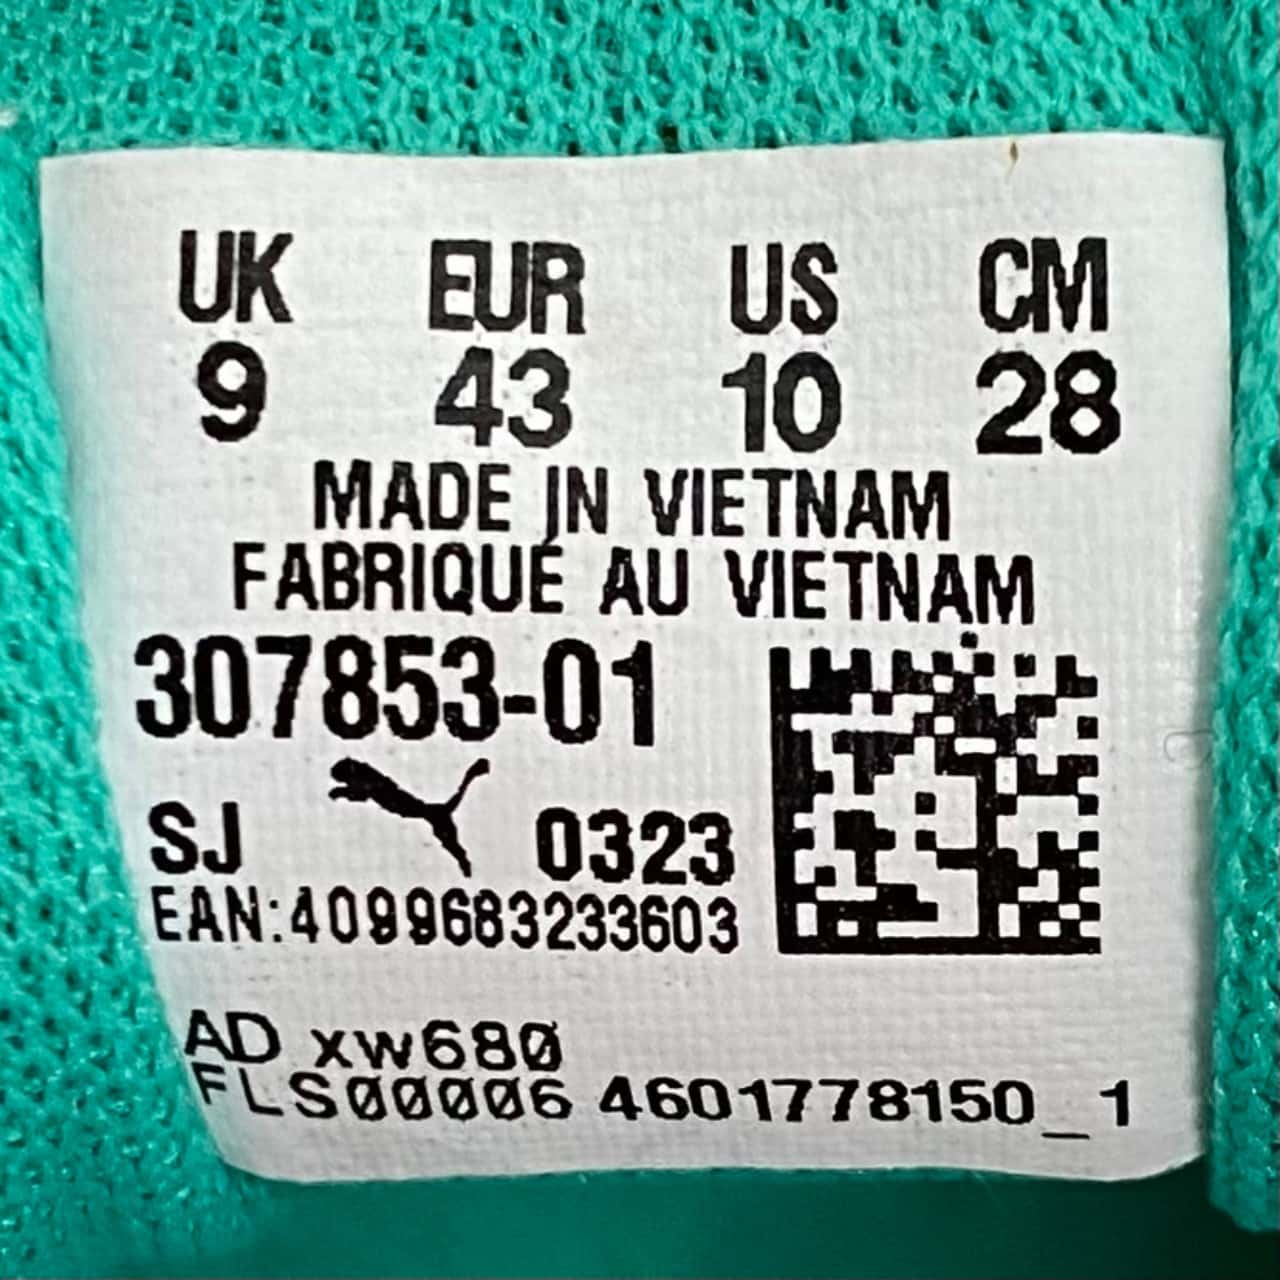 UK EUR US CM
9 43 10 28
MADE IN VIETNAM
FABRIQUÉ AU VIETNAM
307853-01
SJ 0323
EAN:4099683233603
AD xw680
FLS00006 4601778150_1